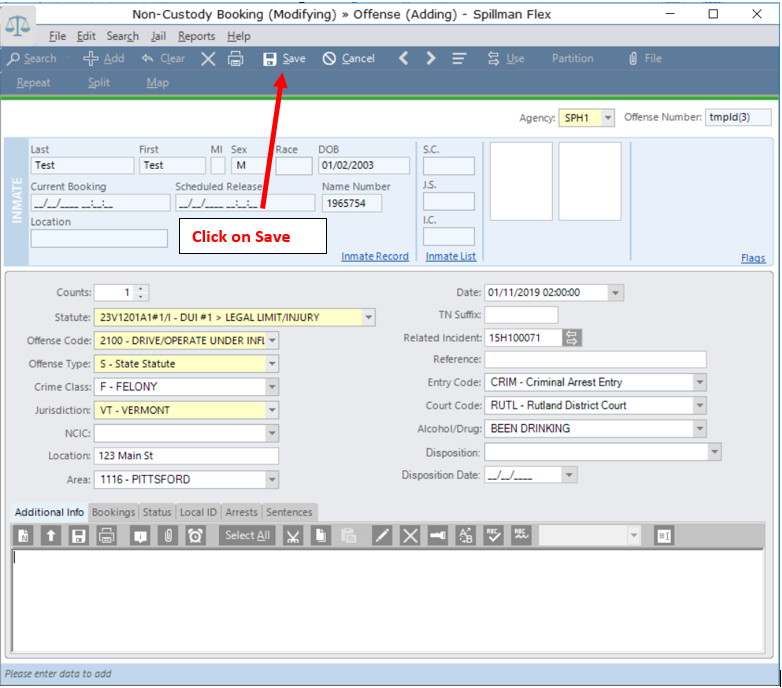 Non-Custody Booking (Modifying) » Offense (Adding) - Spillman Flex
File Edit Search Jail Reports Help
Search Add Clear Save Cancel Use Partition File
Repeat Split Map
Agency: SPH1 Offense Number: tmpId(3)
INMATE
Last First MI Sex Race DOB S.C.
Test Test M 01/02/2003
Current Booking Scheduled Release Name Number J.S.
__/__/____ __:__:__ __/__/____ __:__:__ 1965754
Location I.C.
Click on Save
Inmate Record Inmate List Flags
Counts: 1 Date: 01/11/2019 02:00:00
Statute: 23V1201A1#1/I - DUI #1 > LEGAL LIMIT/INJURY TN Suffix:
Offense Code: 2100 - DRIVE/OPERATE UNDER INFL Related Incident: 15H100071
Offense Type: S - State Statute Reference:
Crime Class: F - FELONY Entry Code: CRIM - Criminal Arrest Entry
Jurisdiction: VT - VERMONT Court Code: RUTL - Rutland District Court
NCIC: Alcohol/Drug: BEEN DRINKING
Location: 123 Main St Disposition:
Area: 1116 - PITTSFORD Disposition Date: __/__/____
Additional Info Bookings Status Local ID Arrests Sentences
Select All
Please enter data to add